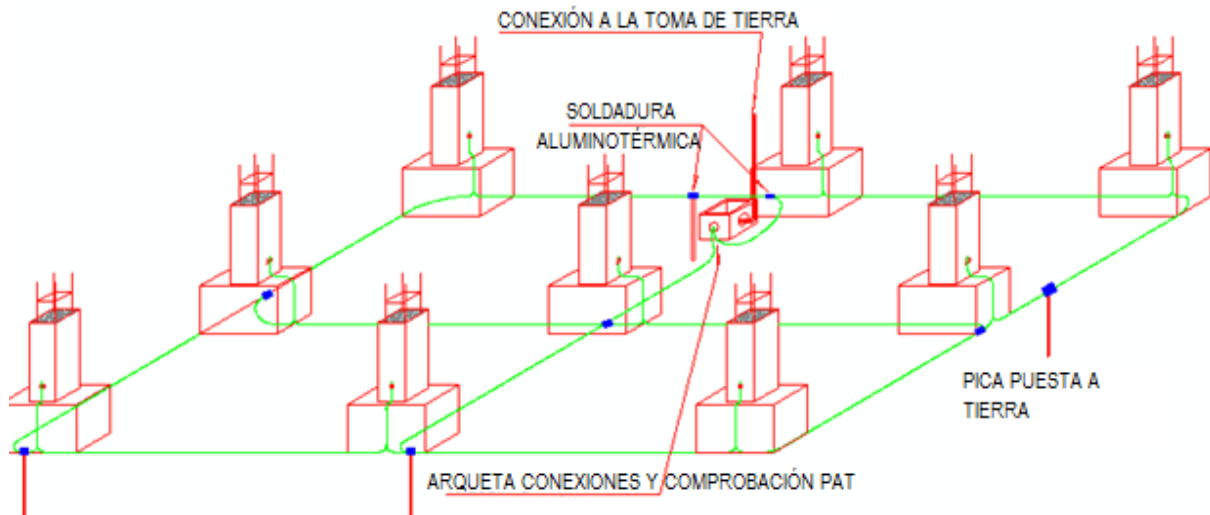 CONEXIÓN A LA TOMA DE TIERRA
SOLDADURA
ALUMINOTÉRMICA
PICA PUESTA A
TIERRA
ARQUETA CONEXIONES Y COMPROBACIÓN PAT